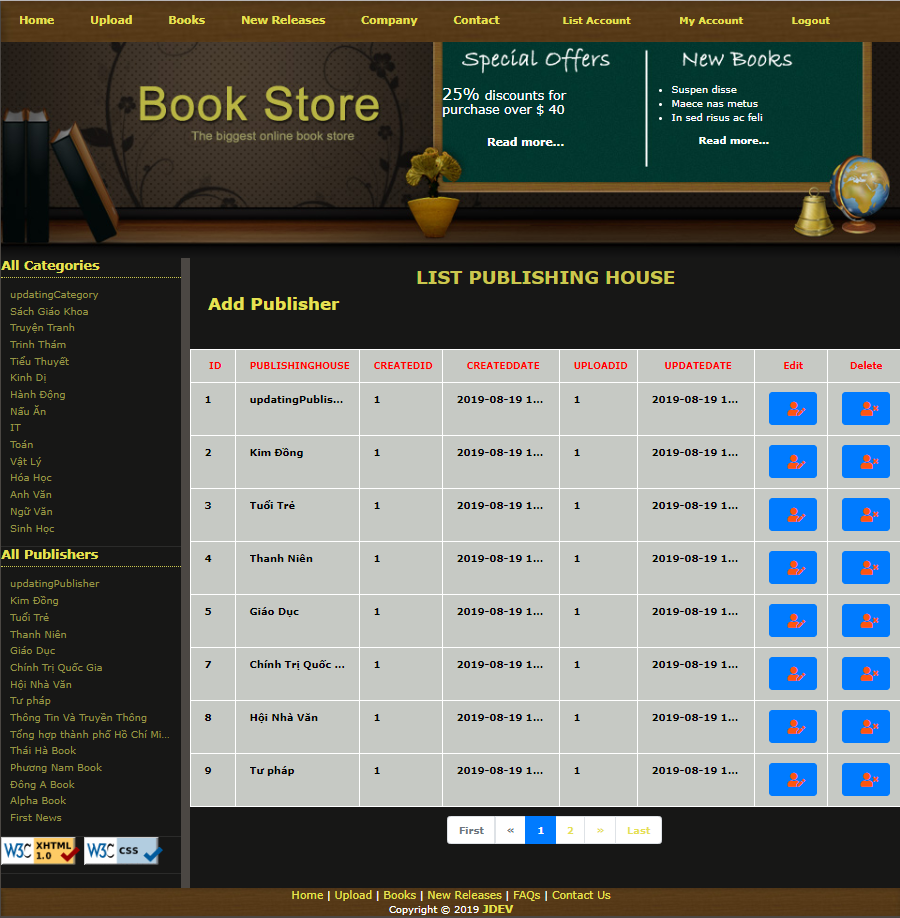 Home Upload Books New Releases Company Contact List Account My Account Logout
Book Store
The biggest online book store
Special Offers
25% discounts for
purchase over $ 40
Read more...
New Books
Suspen disse
Maece nas metus
In sed risus ac feli
Read more...
All Categories
updatingCategory
Sách Giáo Khoa
Truyện Tranh
Trinh Thám
Tiểu Thuyết
Kinh Dị
Hành Động
Nấu Ăn
IT
Toán
Vật Lý
Hóa Học
Anh Văn
Ngữ Văn
Sinh Học
All Publishers
updatingPublisher
Kim Đồng
Tuổi Trẻ
Thanh Niên
Giáo Dục
Chính Trị Quốc Gia
Hội Nhà Văn
Tư pháp
Thông Tin Và Truyền Thông
Tổng hợp thành phố Hồ Chí Mi...
Thái Hà Book
Phương Nam Book
Đông A Book
Alpha Book
First News
W3C XHTML 1.0 W3C css
LIST PUBLISHING HOUSE
Add Publisher
ID PUBLISHINGHOUSE CREATEDID CREATEDDATE UPLOADID UPDATEDATE Edit Delete
1 updatingPublis... 1 2019-08-19 1... 1 2019-08-19 1...
2 Kim Đồng 1 2019-08-19 1... 1 2019-08-19 1...
3 Tuổi Trẻ 1 2019-08-19 1... 1 2019-08-19 1...
4 Thanh Niên 1 2019-08-19 1... 1 2019-08-19 1...
5 Giáo Dục 1 2019-08-19 1... 1 2019-08-19 1...
7 Chính Trị Quốc ... 1 2019-08-19 1... 1 2019-08-19 1...
8 Hội Nhà Văn 1 2019-08-19 1... 1 2019-08-19 1...
9 Tư pháp 1 2019-08-19 1... 1 2019-08-19 1...
First « 1 2 » Last
Home | Upload | Books | New Releases | FAQs | Contact Us
Copyright © 2019 JDEV